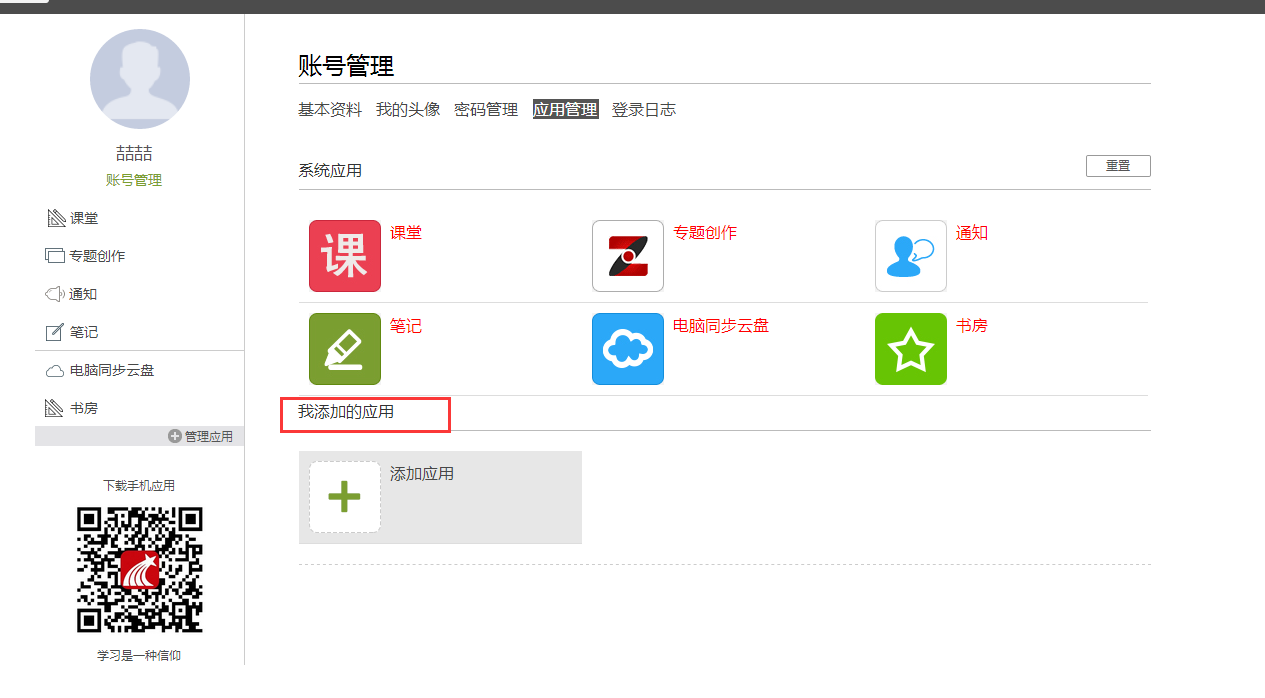 喆喆
账号管理
课堂
专题创作
通知
笔记
电脑同步云盘
书房
管理应用
下载手机应用
学习是一种信仰
账号管理
基本资料 我的头像 密码管理 应用管理 登录日志
系统应用 重置
课 课堂 专题创作 通知
笔记 电脑同步云盘 书房
我添加的应用
添加应用